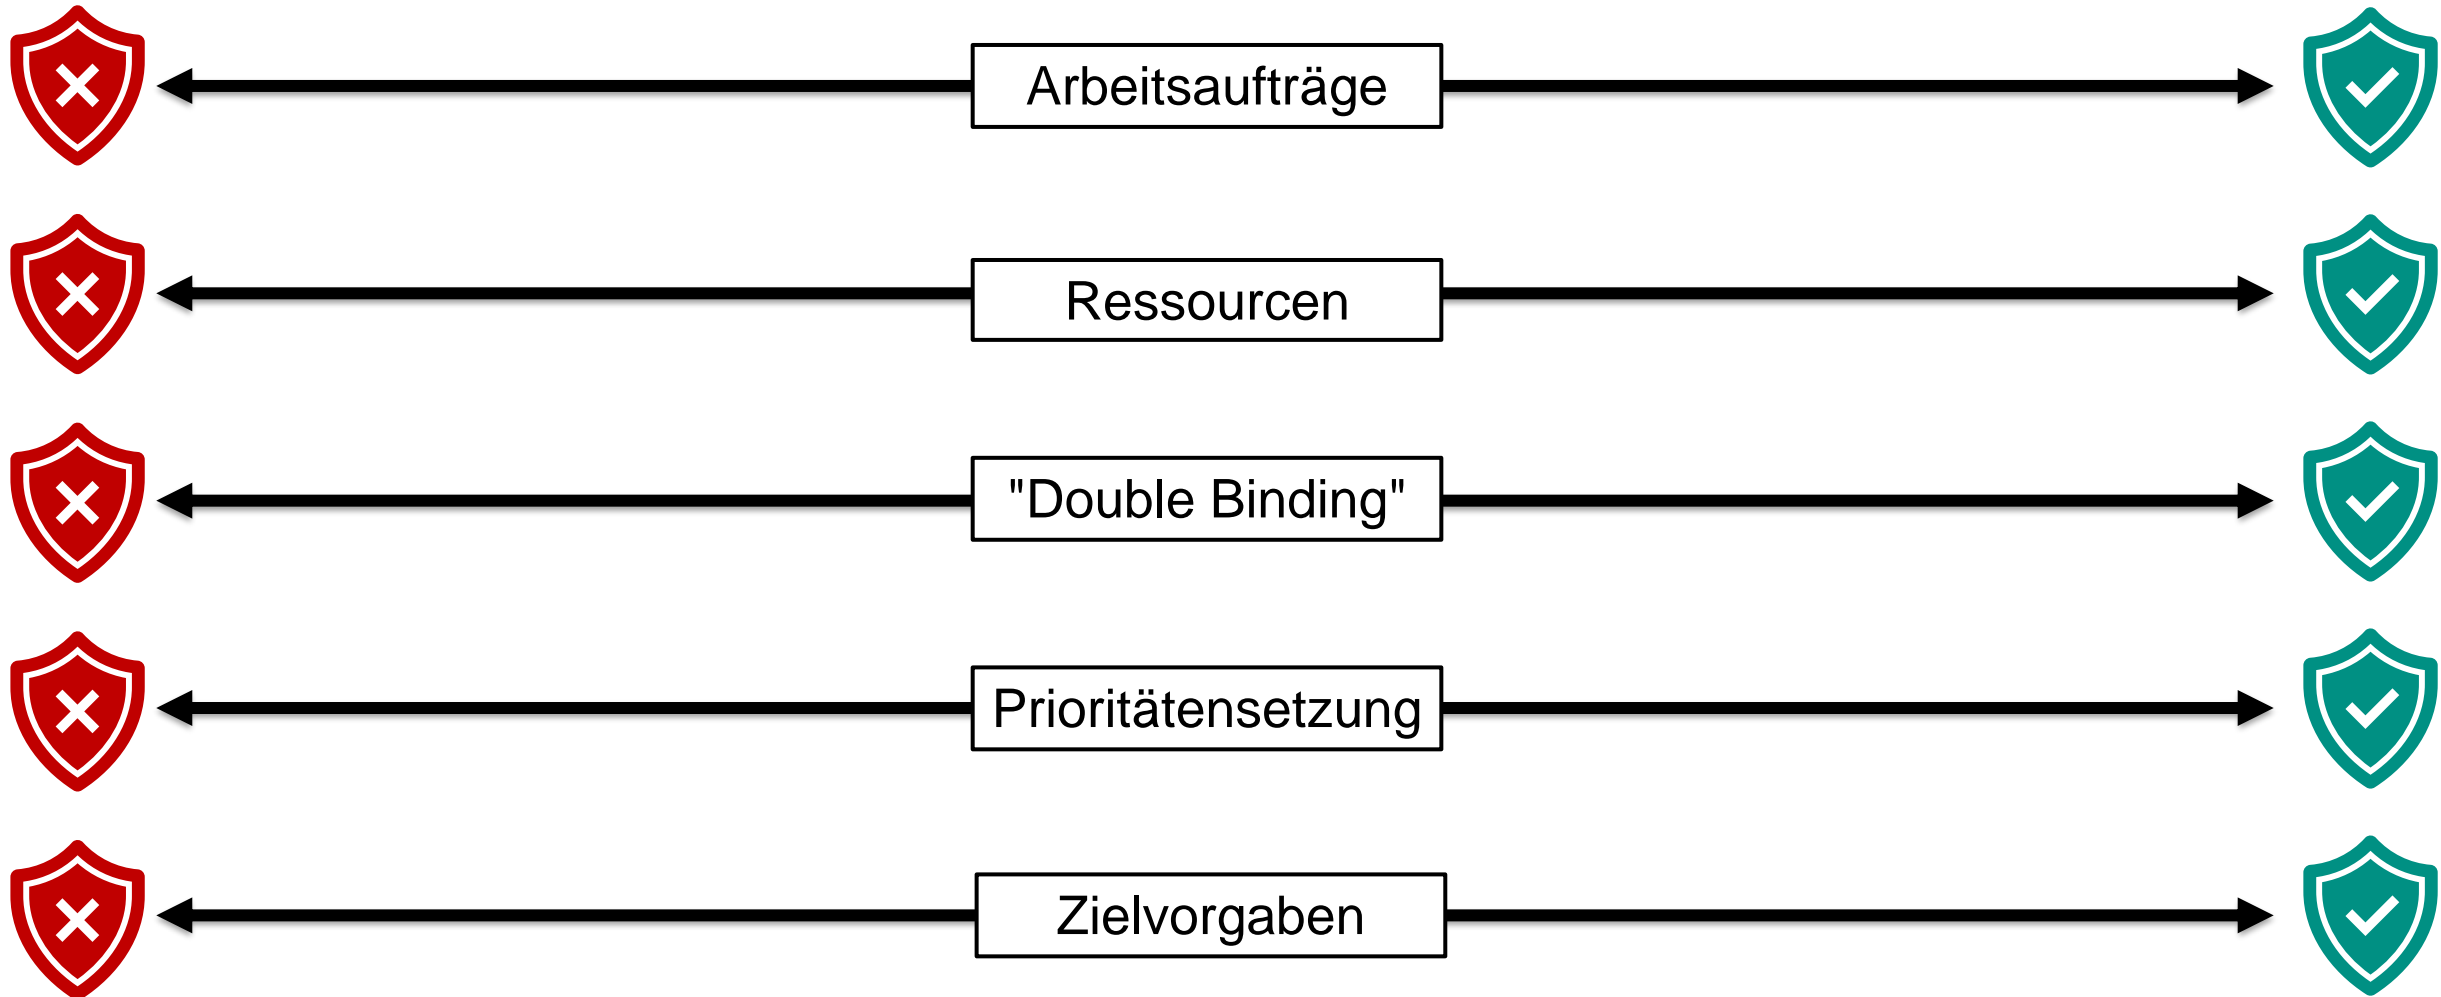 Arbeitsaufträge
Ressourcen
"Double Binding"
Prioritätensetzung
Zielvorgaben